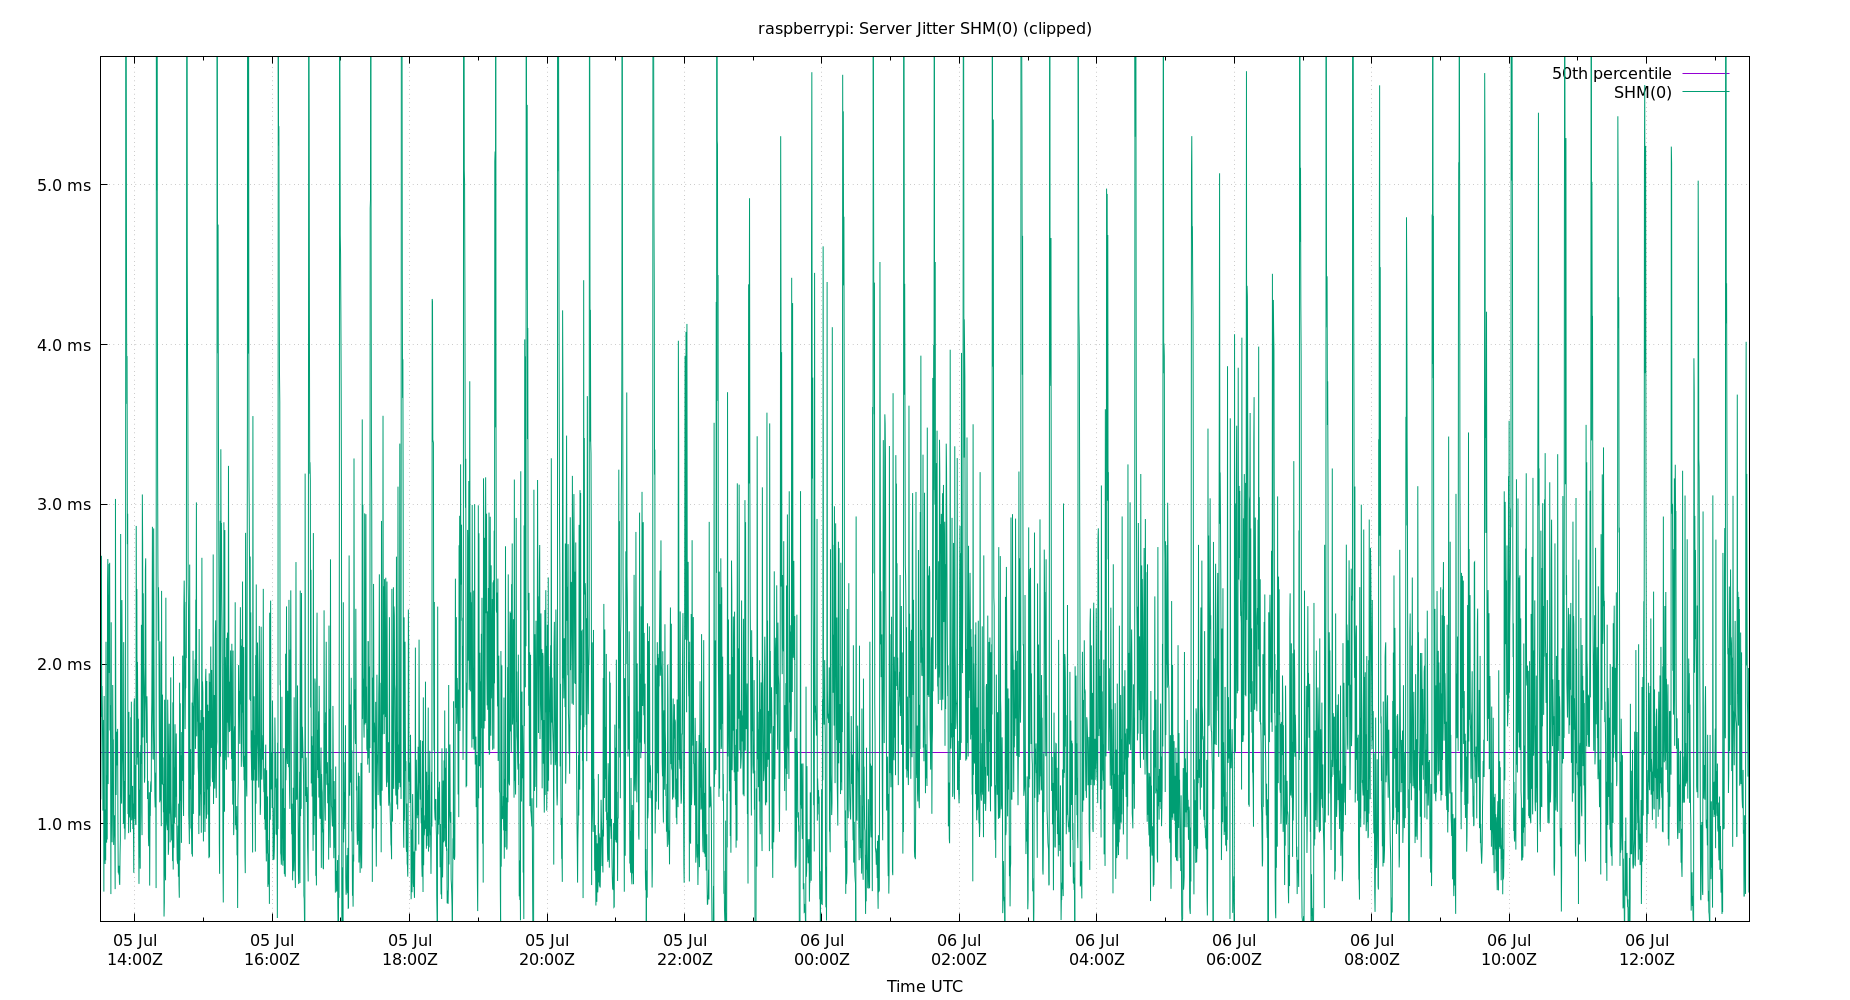 raspberrypi: Server Jitter SHM(0) (clipped)
50th percentile
SHM(0)
5.0 ms
4.0 ms
3.0 ms
2.0 ms
1.0 ms
05 Jul 05 Jul 05 Jul 05 Jul 05 Jul 06 Jul 06 Jul 06 Jul 06 Jul 06 Jul 06 Jul 06 Jul
14:00Z 16:00Z 18:00Z 20:00Z 22:00Z 00:00Z 02:00Z 04:00Z 06:00Z 08:00Z 10:00Z 12:00Z
Time UTC